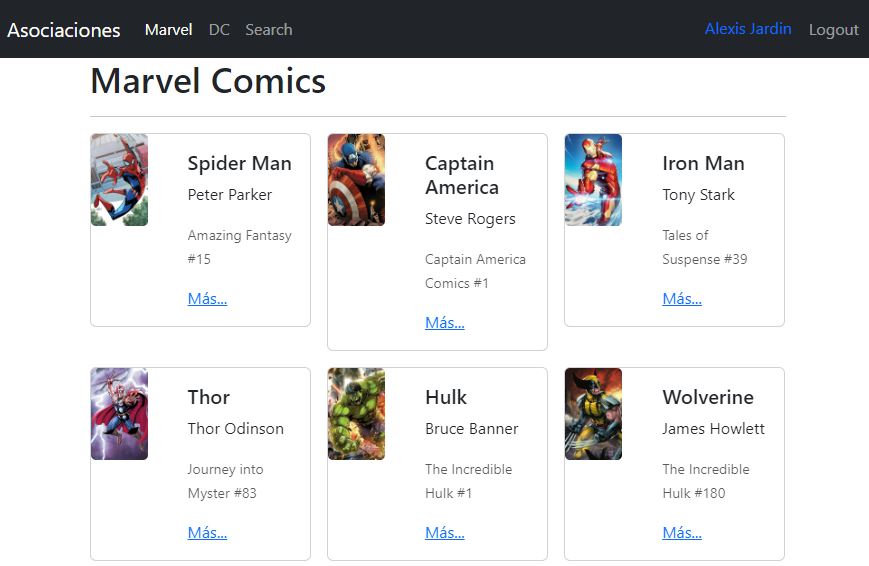 Asociaciones Marvel DC Search Alexis Jardin Logout
Marvel Comics
Spider Man
Peter Parker
Amazing Fantasy
#15
Más...
Captain
America
Steve Rogers
Captain America
Comics #1
Más...
Iron Man
Tony Stark
Tales of
Suspense #39
Más...
Thor
Thor Odinson
Journey into
Myster #83
Más...
Hulk
Bruce Banner
The Incredible
Hulk #1
Más...
Wolverine
James Howlett
The Incredible
Hulk #180
Más...